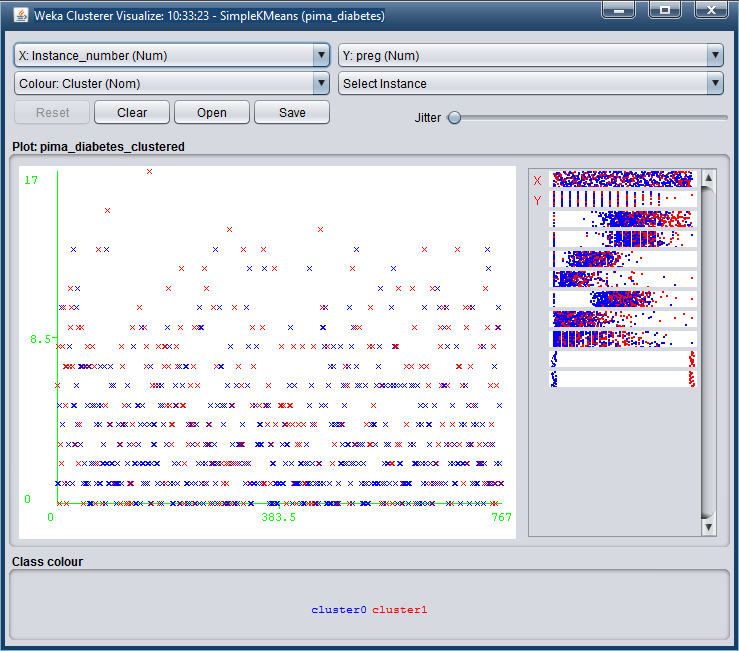 Weka Clusterer Visualize: 10:33:23 - SimpleKMeans (pima_diabetes)
X: Instance_number (Num) Y: preg (Num)
Colour: Cluster (Nom) Select Instance
Reset Clear Open Save Jitter
Plot: pima_diabetes_clustered
17
X
Y
8.5
0
0 383.5 767
Class colour
cluster0 cluster1